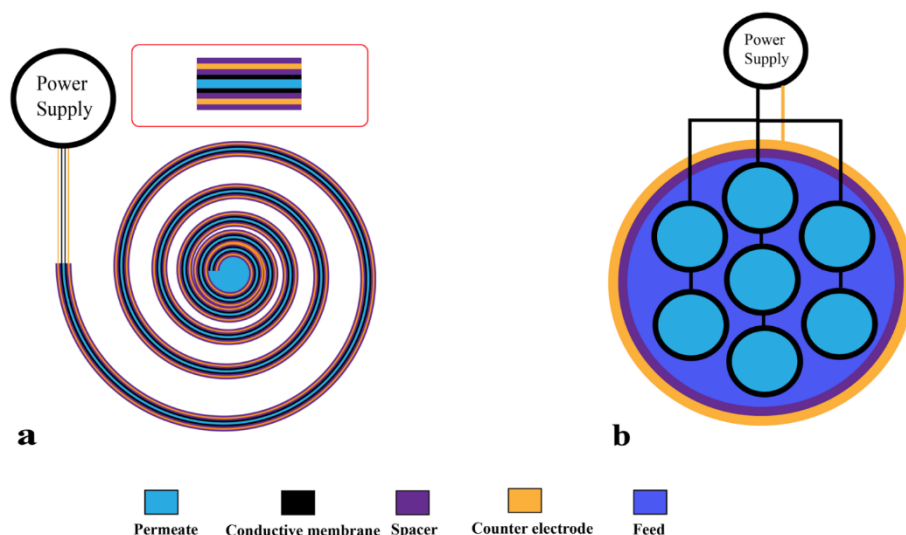 Power
Supply
Power
Supply
a
b
Permeate
Conductive membrane
Spacer
Counter electrode
Feed